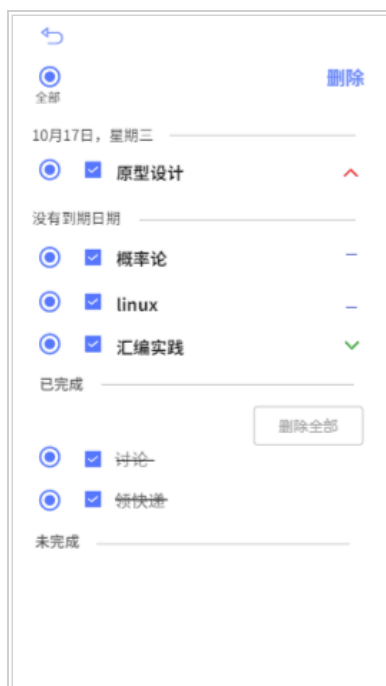 删除
全部
10月17日，星期三
原型设计
没有到期日期
概率论
linux
汇编实践
已完成
删除全部
讨论
领快递
未完成